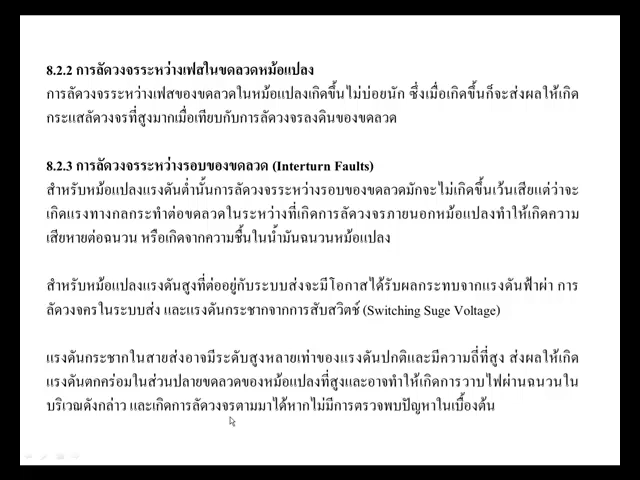 8.2.2 การลัดวงจรระหว่างเฟสในขดลวดหม้อแปลง
การลัดวงจรระหว่างเฟสของขดลวดในหม้อแปลงเกิดขึ้นไม่บ่อยนัก ซึ่งเมื่อเกิดขึ้นก็จะส่งผลให้เกิด
กระแสลัดวงจรที่สูงมากเมื่อเทียบกับการลัดวงจรลงดินของขดลวด
8.2.3 การลัดวงจรระหว่างรอบของขดลวด (Interturn Faults)
สำหรับหม้อแปลงแรงดันต่ำนั้นการลัดวงจรระหว่างรอบของขดลวดมักจะไม่เกิดขึ้นเว้นเสียแต่ว่าจะ
เกิดแรงทางกลกระทำต่อขดลวดในระหว่างที่เกิดการลัดวงจรภายนอกหม้อแปลงทำให้เกิดความ
เสียหายต่อฉนวน หรือเกิดจากความชื้นในน้ำมันฉนวนหม้อแปลง
สำหรับหม้อแปลงแรงดันสูงที่ต่ออยู่กับระบบส่งจะมีโอกาสได้รับผลกระทบจากแรงดันฟ้าผ่า การ
ลัดวงจครในระบบส่ง และแรงดันกระชากจากการสับสวิตช์ (Switching Suge Voltage)
แรงดันกระชากในสายส่งอาจมีระดับสูงหลายเท่าของแรงดันปกติและมีความถี่ที่สูง ส่งผลให้เกิด
แรงดันตกคร่อมในส่วนปลายขดลวดของหม้อแปลงที่สูงและอาจทำให้เกิดการวาบไฟผ่านฉนวนใน
บริเวณดังกล่าว และเกิดการลัดวงจรตามมาได้หากไม่มีการตรวจพบปัญหาในเบื้องต้น